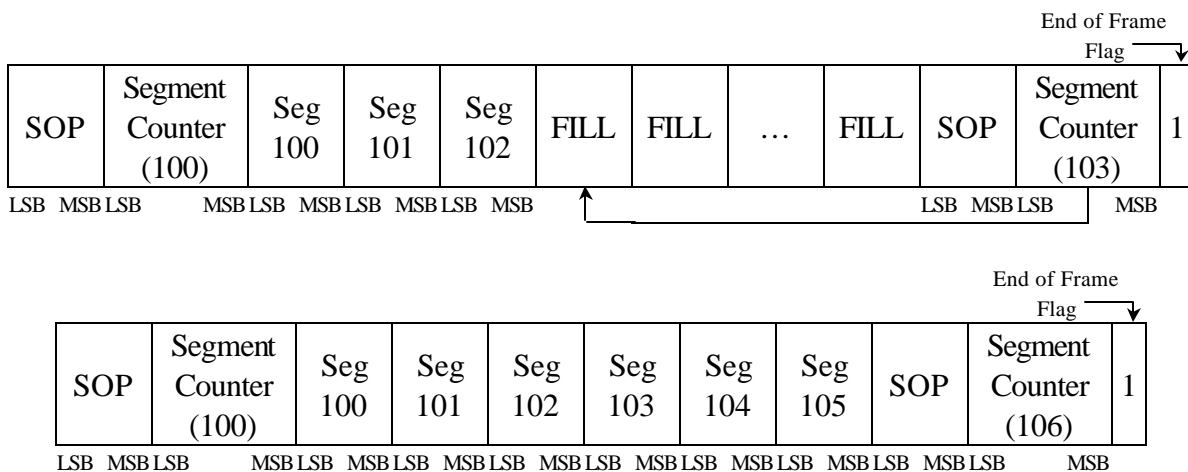 End of Frame
Flag
SOP
Segment
Counter
(100)
Seg
100
Seg
101
Seg
102
FILL
FILL
…
FILL
SOP
Segment
Counter
(103)
1
LSB MSB LSB MSB LSB MSB LSB MSB LSB MSB LSB MSB LSB MSB
End of Frame
Flag
SOP
Segment
Counter
(100)
Seg
100
Seg
101
Seg
102
Seg
103
Seg
104
Seg
105
SOP
Segment
Counter
(106)
1
LSB MSB LSB MSB LSB MSB LSB MSB LSB MSB LSB MSB LSB MSB LSB MSB LSB MSB LSB MSB